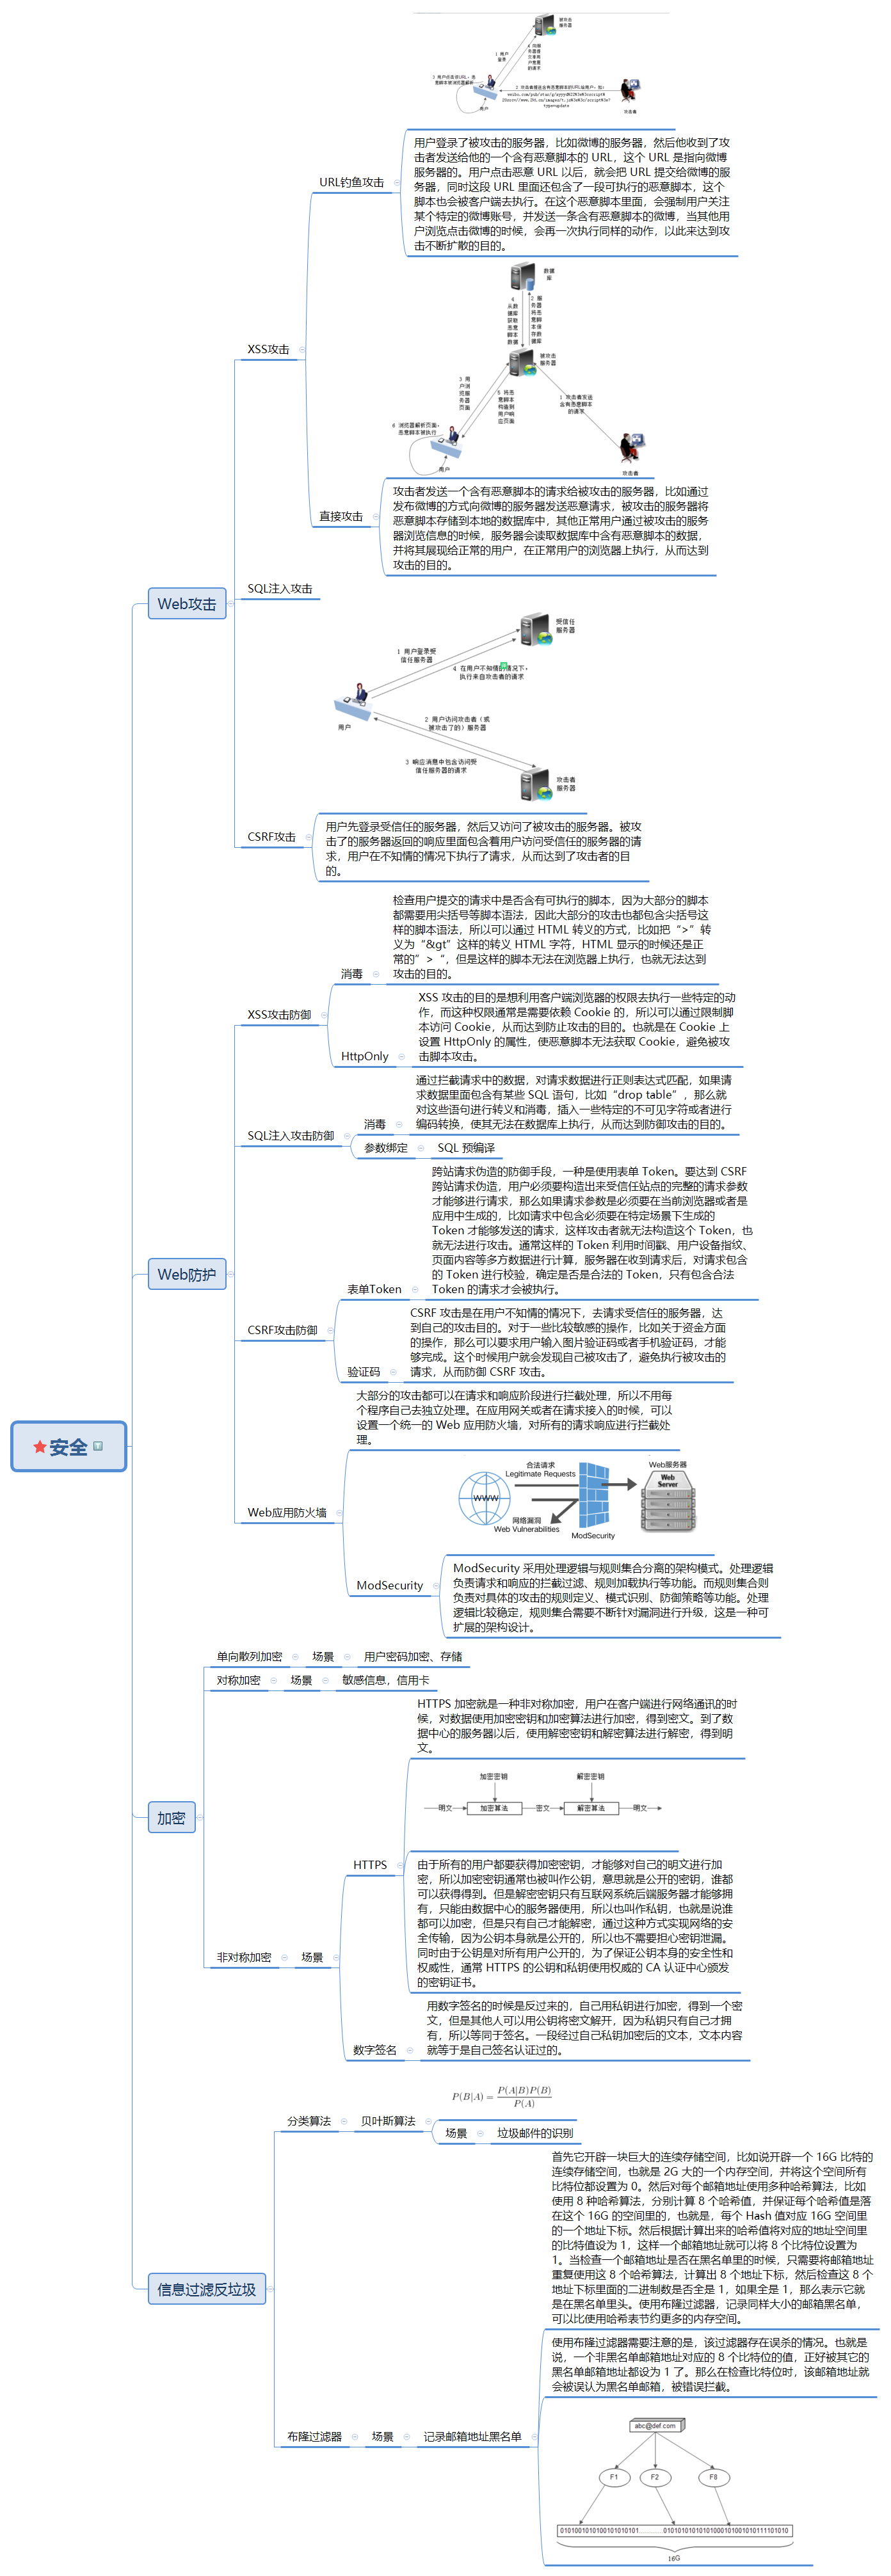 被攻击
服务器
1 用户
登录
4 向服
务器提
交非用
户意愿
的请求
3 用户点击该URL,恶
意脚本被浏览器解析
用户
2 攻击者推送含有恶意脚本的URL给用户,如:
攻击者
URL钓鱼攻击
用户登录了被攻击的服务器,比如微博的服务器,然后他收到了攻
击者发送给他的一个含有恶意脚本的 URL,这个 URL 是指向微博
服务器的。用户点击恶意 URL 以后,就会把 URL 提交给微博的服
务器,同时这段 URL 里面还包含了一段可执行的恶意脚本,这个
脚本也会被客户端去执行。在这个恶意脚本里面,会强制用户关注
某个特定的微博账号,并发送一条含有恶意脚本的微博,当其他用
户浏览点击微博的时候,会再一次执行同样的动作,以此来达到攻
击不断扩散的目的。
XSS攻击
数据
库
4
从数
据库
获取
恶意
脚本
数据
2 服
务器
将恶
意脚
本保
存数
据库
被攻击
服务器
3 用
户浏
览服
务器
页面
5 将恶
意脚本
构造到
用户响
应页面
1 攻击者发送
含有恶意脚本
的请求
6 浏览器解析页面,
恶意脚本被执行
用户
攻击者
直接攻击
攻击者发送一个含有恶意脚本的请求给被攻击的服务器,比如通过
发布微博的方式向微博的服务器发送恶意请求,被攻击的服务器将
恶意脚本存储到本地的数据库中,其他正常用户通过被攻击的服务
器浏览信息的时候,服务器会读取数据库中含有恶意脚本的数据,
并将其展现给正常的用户,在正常用户的浏览器上执行,从而达到
攻击的目的。
Web攻击
SQL注入攻击
受信任
服务器
1 用户登录受
信任服务器
4 在用户不知情的情况下,
执行来自攻击者的请求
用户
2 用户访问攻击者(或
被攻击了的)服务器
3 响应消息中包含访问受
信任服务器的请求
攻击者
服务器
CSRF攻击
用户先登录受信任的服务器,然后又访问了被攻击的服务器。被攻
击了的服务器返回的响应里面包含着用户访问受信任的服务器的请
求,用户在不知情的情况下执行了请求,从而达到了攻击者的目
的。
检查用户提交的请求中是否含有可执行的脚本,因为大部分的脚本
都需要用尖括号等脚本语法,因此大部分的攻击也都包含尖括号这
样的脚本语法,所以可以通过 HTML 转义的方式,比如把“>”转
义为“&gt”这样的转义 HTML 字符,HTML 显示的时候还是正
常的”>“,但是这样的脚本无法在浏览器上执行,也就无法达到
攻击的目的。
消毒
XSS攻击防御
XSS 攻击的目的是想利用客户端浏览器的权限去执行一些特定的动
作,而这种权限通常是需要依赖 Cookie 的,所以可以通过限制脚
本访问 Cookie,从而达到防止攻击的目的。也就是在 Cookie 上
设置 HttpOnly 的属性,使恶意脚本无法获取 Cookie,避免被攻
击脚本攻击。
HttpOnly
通过拦截请求中的数据,对请求数据进行正则表达式匹配,如果请
求数据里面包含有某些 SQL 语句,比如“drop table”,那么就
对这些语句进行转义和消毒,插入一些特定的不可见字符或者进行
编码转换,使其无法在数据库上执行,从而达到防御攻击的目的。
消毒
SQL注入攻击防御
参数绑定
SQL 预编译
跨站请求伪造的防御手段,一种是使用表单 Token。要达到 CSRF
跨站请求伪造,用户必须要构造出来受信任站点的完整的请求参数
才能够进行请求,那么如果请求参数是必须要在当前浏览器或者是
应用中生成的,比如请求中包含必须要在特定场景下生成的
Token 才能够发送的请求,这样攻击者就无法构造这个 Token,也
就无法进行攻击。通常这样的 Token 利用时间戳、用户设备指纹、
页面内容等多方数据进行计算,服务器在收到请求后,对请求包含
的 Token 进行校验,确定是否是合法的 Token,只有包含合法
Token 的请求才会被执行。
Web防护
表单Token
CSRF攻击防御
CSRF 攻击是在用户不知情的情况下,去请求受信任的服务器,达
到自己的攻击目的。对于一些比较敏感的操作,比如关于资金方面
的操作,那么可以要求用户输入图片验证码或者手机验证码,才能
够完成。这个时候用户就会发现自己被攻击了,避免执行被攻击的
请求,从而防御 CSRF 攻击。
验证码
大部分的攻击都可以在请求和响应阶段进行拦截处理,所以不用每
个程序自己去独立处理。在应用网关或者在请求接入的时候,可以
设置一个统一的 Web 应用防火墙,对所有的请求响应进行拦截处
理。
安全
合法请求
Legitimate Requests
Web服务器
Web
Server
WWW
网络漏洞
Web Vulnerabilities
ModSecurity
Web应用防火墙
ModSecurity
ModSecurity 采用处理逻辑与规则集合分离的架构模式。处理逻辑
负责请求和响应的拦截过滤、规则加载执行等功能。而规则集合则
负责对具体的攻击的规则定义、模式识别、防御策略等功能。处理
逻辑比较稳定,规则集合需要不断针对漏洞进行升级,这是一种可
扩展的架构设计。
单向散列加密
场景
用户密码加密、存储
对称加密
场景
敏感信息,信用卡
HTTPS 加密就是一种非对称加密,用户在客户端进行网络通讯的时
候,对数据使用加密密钥和加密算法进行加密,得到密文。到了数
据中心的服务器以后,使用解密密钥和解密算法进行解密,得到明
文。
加密密钥
解密密钥
明文
加密算法
密文
解密算法
明文
加密
HTTPS
由于所有的用户都要获得加密密钥,才能够对自己的明文进行加
密,所以加密密钥通常也被叫作公钥,意思就是公开的密钥,谁都
可以获得得到。但是解密密钥只有互联网系统后端服务器才能够拥
有,只能由数据中心的服务器使用,所以也叫作私钥,也就是说谁
都可以加密,但是只有自己才能解密,通过这种方式实现网络的安
全传输,因为公钥本身就是公开的,所以也不需要担心密钥泄漏。
同时由于公钥是对所有用户公开的,为了保证公钥本身的安全性和
权威性,通常 HTTPS 的公钥和私钥使用权威的 CA 认证中心颁发
的密钥证书。
非对称加密
场景
用数字签名的时候是反过来的,自己用私钥进行加密,得到一个密
文,但是其他人可以用公钥将密文解开,因为私钥只有自己才拥
有,所以等同于签名。一段经过自己私钥加密后的文本,文本内容
就等于是自己签名认证过的。
数字签名
P(B|A) = P(A|B)P(B) / P(A)
分类算法
贝叶斯算法
场景
垃圾邮件的识别
首先它开辟一块巨大的连续存储空间,比如说开辟一个 16G 比特的
连续存储空间,也就是 2G 大的一个内存空间,并将这个空间所有
比特位都设置为 0。然后对每个邮箱地址使用多种哈希算法,比如
使用 8 种哈希算法,分别计算 8 个哈希值,并保证每个哈希值是落
在这个 16G 的空间里的,也就是,每个 Hash 值对应 16G 空间里
的一个地址下标。然后根据计算出来的哈希值将对应的地址空间里
的比特值设为 1,这样一个邮箱地址就可以将 8 个比特位设置为
1。当检查一个邮箱地址是否在黑名单里的时候,只需要将邮箱地址
重复使用这 8 个哈希算法,计算出 8 个地址下标,然后检查这 8 个
地址下标里面的二进制数是否全是 1,如果全是 1,那么表示它就
是在黑名单里头。使用布隆过滤器,记录同样大小的邮箱黑名单,
可以比使用哈希表节约更多的内存空间。
信息过滤反垃圾
使用布隆过滤器需要注意的是,该过滤器存在误杀的情况。也就是
说,一个非黑名单邮箱地址对应的 8 个比特位的值,正好被其它的
黑名单邮箱地址都设为 1 了。那么在检查比特位时,该邮箱地址就
会被误认为黑名单邮箱,被错误拦截。
布隆过滤器
场景
记录邮箱地址黑名单
abc@def.com
F1
F2
F8
16G